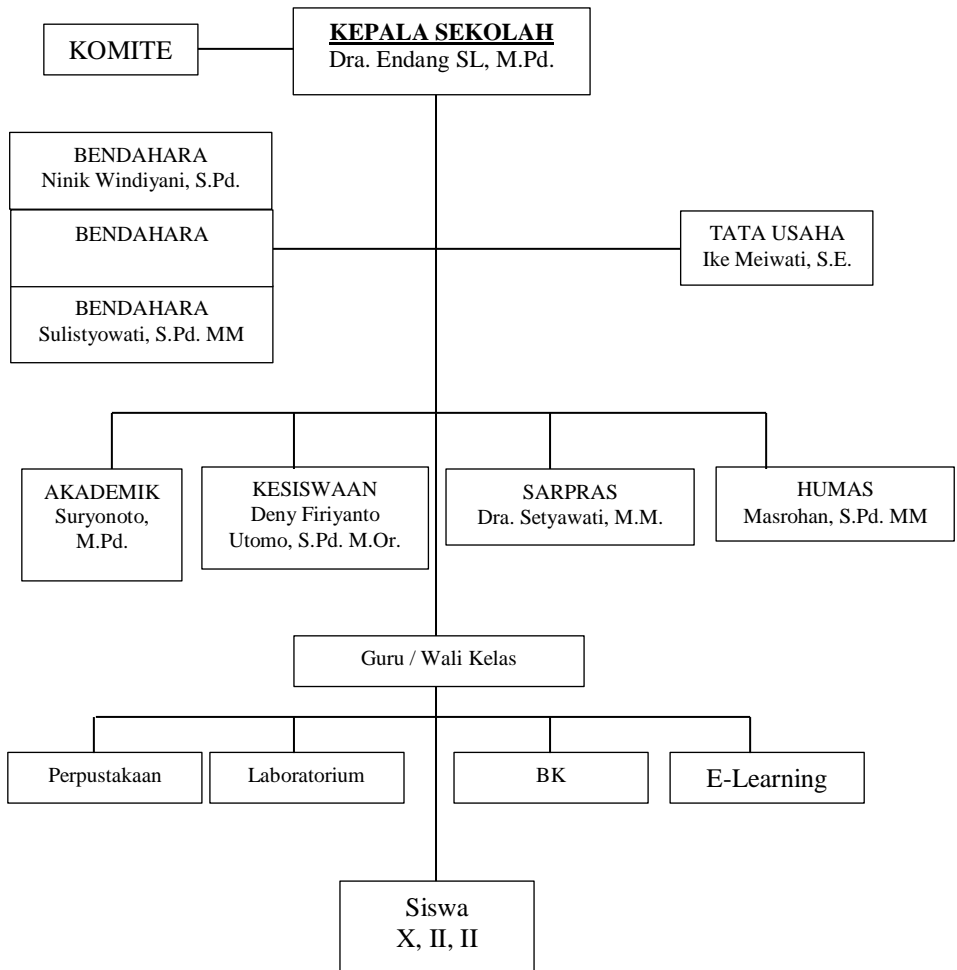 KOMITE
KEPALA SEKOLAH
Dra. Endang SL, M.Pd.
BENDAHARA
Ninik Windiyani, S.Pd.
BENDAHARA
BENDAHARA
Sulistyowati, S.Pd. MM
TATA USAHA
Ike Meiwati, S.E.
AKADEMIK
Suryonoto,
M.Pd.
KESISWAAN
Deny Firiyanto
Utomo, S.Pd. M.Or.
SARPRAS
Dra. Setyawati, M.M.
HUMAS
Masrohan, S.Pd. MM
Guru / Wali Kelas
Perpustakaan
Laboratorium
BK
E-Learning
Siswa
X, II, II